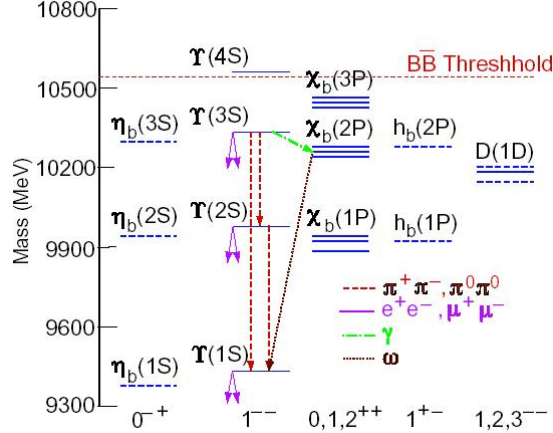 10800
ϒ(4S)
BB̄ Threshhold
10500
χb(3P)
ηb(3S)
ϒ(3S)
χb(2P)
hb(2P)
D(1D)
10200
Mass (MeV)
ηb(2S)
ϒ(2S)
χb(1P)
hb(1P)
9900
π⁺π⁻, π⁰π⁰
e⁺e⁻, μ⁺μ⁻
γ
ω
9600
ηb(1S)
ϒ(1S)
9300
0⁻⁺ 1⁻⁻ 0,1,2⁺⁺ 1⁺⁻ 1,2,3⁻⁻